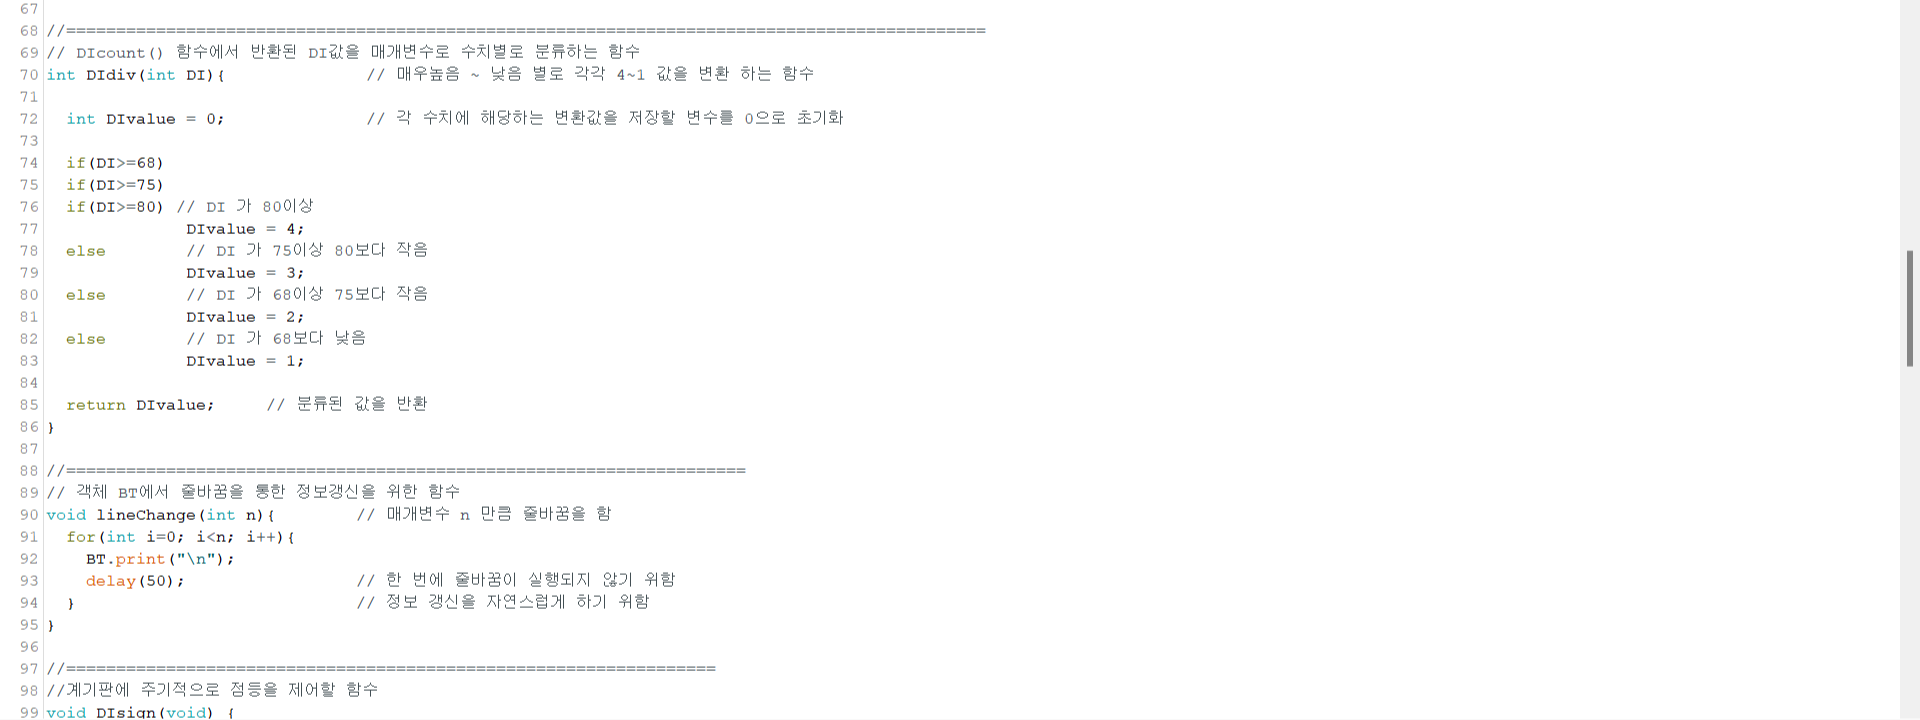 67
68 //============================================================================================
69 // DIcount() 함수에서 반환된 DI값을 매개변수로 수치별로 분류하는 함수
70 int DIdiv(int DI){ // 매우높음 ~ 낮음 별로 각각 4~1 값을 변환 하는 함수
71
72 int DIvalue = 0; // 각 수치에 해당하는 변환값을 저장할 변수를 0으로 초기화
73
74 if(DI>=68)
75 if(DI>=75)
76 if(DI>=80) // DI 가 80이상
77 DIvalue = 4;
78 else // DI 가 75이상 80보다 작음
79 DIvalue = 3;
80 else // DI 가 68이상 75보다 작음
81 DIvalue = 2;
82 else // DI 가 68보다 낮음
83 DIvalue = 1;
84
85 return DIvalue; // 분류된 값을 반환
86 }
87
88 //====================================================================
89 // 객체 BT에서 줄바꿈을 통한 정보갱신을 위한 함수
90 void lineChange(int n){ // 매개변수 n 만큼 줄바꿈을 함
91 for(int i=0; i<n; i++){
92 BT.print("\n");
93 delay(50); // 한 번에 줄바꿈이 실행되지 않기 위함
94 } // 정보 갱신을 자연스럽게 하기 위함
95 }
96
97 //=================================================================
98 //계기판에 주기적으로 점등을 제어할 함수
99 void DIsign(void) {